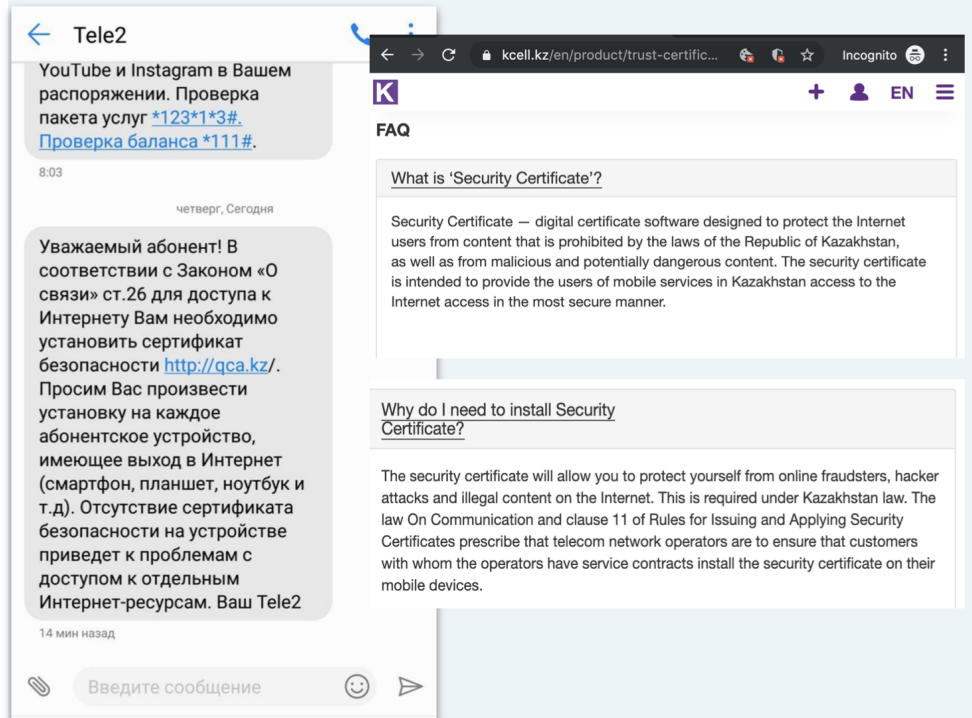 Tele2
YouTube и Instagram в Вашем
распоряжении. Проверка
пакета услуг *123*1*3#.
Проверка баланса *111#.
8:03
четверг, Сегодня
Уважаемый абонент! В
соответствии с Законом «О
связи» ст.26 для доступа к
Интернету Вам необходимо
установить сертификат
безопасности http://qca.kz/.
Просим Вас произвести
установку на каждое
абонентское устройство,
имеющее выход в Интернет
(смартфон, планшет, ноутбук и
т.д). Отсутствие сертификата
безопасности на устройстве
приведет к проблемам с
доступом к отдельным
Интернет-ресурсам. Ваш Tele2
14 мин назад
Введите сообщение
kcell.kz/en/product/trust-certific...
Incognito
K
EN
FAQ
What is ‘Security Certificate’?
Security Certificate — digital certificate software designed to protect the Internet
users from content that is prohibited by the laws of the Republic of Kazakhstan,
as well as from malicious and potentially dangerous content. The security certificate
is intended to provide the users of mobile services in Kazakhstan access to the
Internet access in the most secure manner.
Why do I need to install Security
Certificate?
The security certificate will allow you to protect yourself from online fraudsters, hacker
attacks and illegal content on the Internet. This is required under Kazakhstan law. The
law On Communication and clause 11 of Rules for Issuing and Applying Security
Certificates prescribe that telecom network operators are to ensure that customers
with whom the operators have service contracts install the security certificate on their
mobile devices.